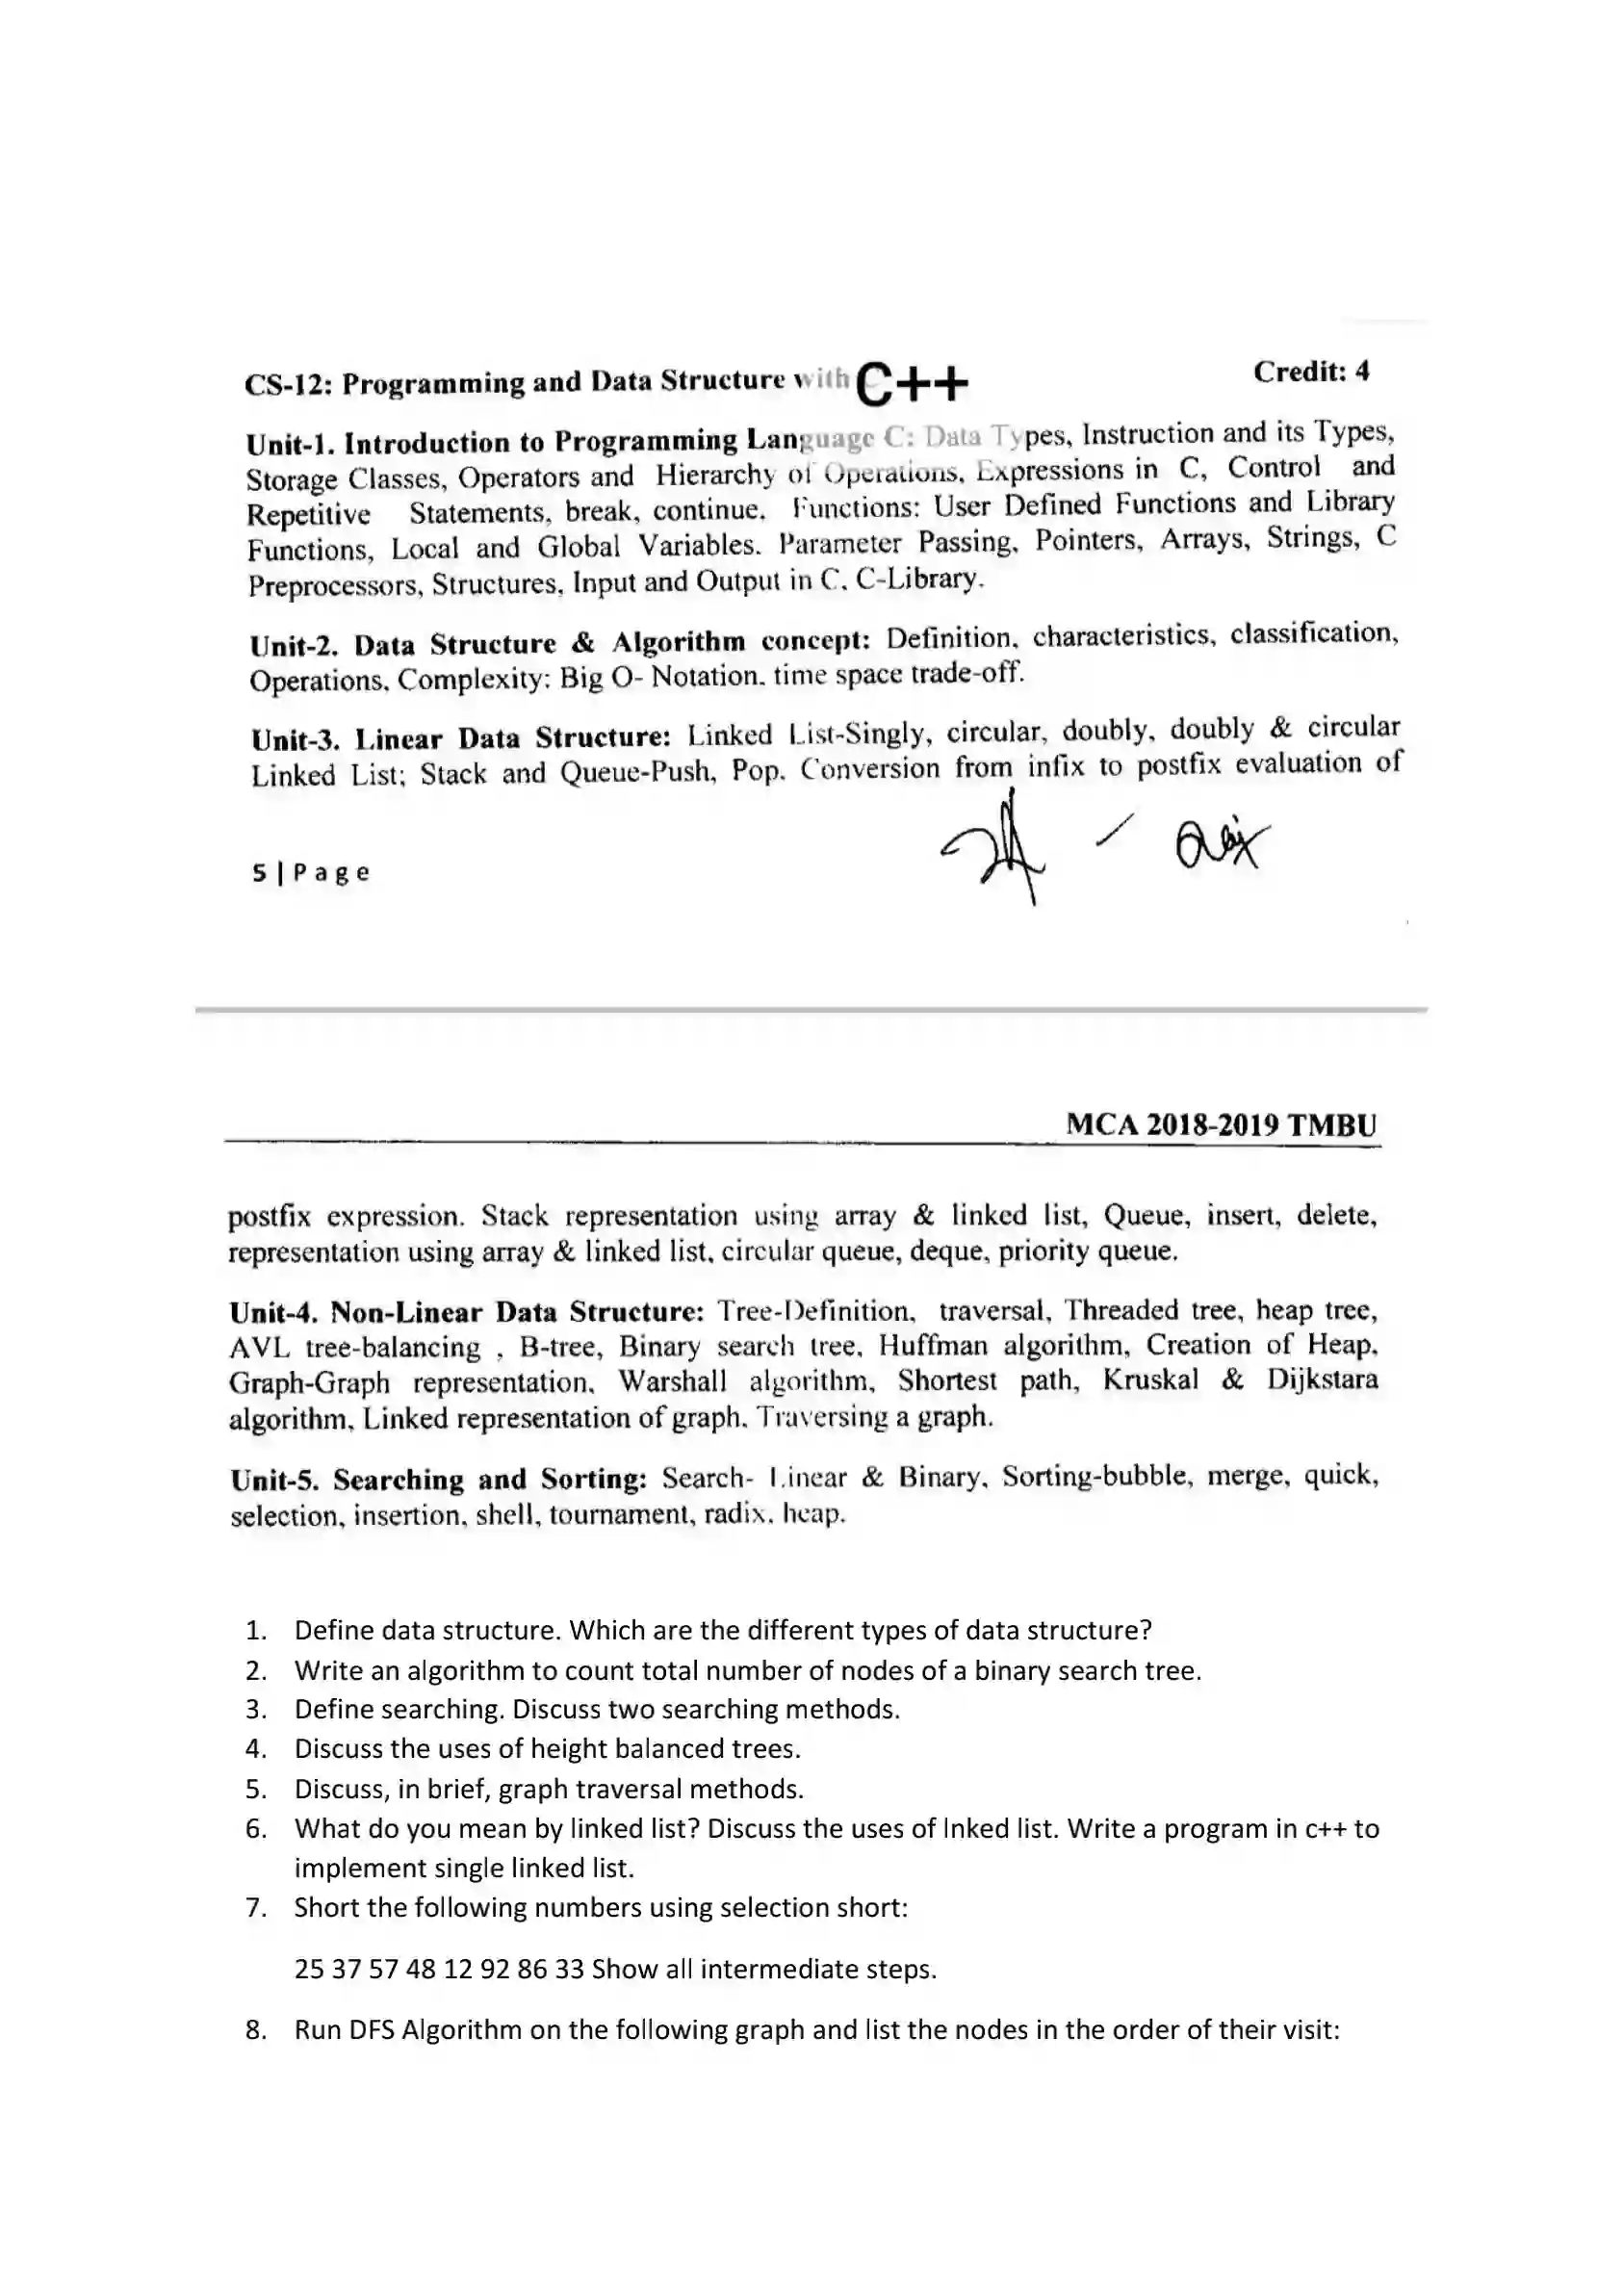 CS-12: Programming and Data Structure with C++ Credit: 4
Unit-1. Introduction to Programming Language C: Data Types, Instruction and its Types,
Storage Classes, Operators and Hierarchy of Operations, Expressions in C, Control and
Repetitive Statements, break, continue. Functions: User Defined Functions and Library
Functions, Local and Global Variables. Parameter Passing, Pointers, Arrays, Strings, C
Preprocessors, Structures, Input and Output in C, C-Library.
Unit-2. Data Structure & Algorithm concept: Definition, characteristics, classification,
Operations, Complexity: Big O- Notation, time space trade-off.
Unit-3. Linear Data Structure: Linked List-Singly, circular, doubly, doubly & circular
Linked List; Stack and Queue-Push, Pop. Conversion from infix to postfix evaluation of
5 | P a g e
MCA 2018-2019 TMBU
postfix expression. Stack representation using array & linked list, Queue, insert, delete,
representation using array & linked list, circular queue, deque, priority queue.
Unit-4. Non-Linear Data Structure: Tree-Definition, traversal, Threaded tree, heap tree,
AVL tree-balancing , B-tree, Binary search tree, Huffman algorithm, Creation of Heap.
Graph-Graph representation, Warshall algorithm, Shortest path, Kruskal & Dijkstara
algorithm, Linked representation of graph. Traversing a graph.
Unit-5. Searching and Sorting: Search- Linear & Binary, Sorting-bubble, merge, quick,
selection, insertion, shell, tournament, radix, heap.
1. Define data structure. Which are the different types of data structure?
2. Write an algorithm to count total number of nodes of a binary search tree.
3. Define searching. Discuss two searching methods.
4. Discuss the uses of height balanced trees.
5. Discuss, in brief, graph traversal methods.
6. What do you mean by linked list? Discuss the uses of lnked list. Write a program in c++ to
implement single linked list.
7. Short the following numbers using selection short:
25 37 57 48 12 92 86 33 Show all intermediate steps.
8. Run DFS Algorithm on the following graph and list the nodes in the order of their visit: